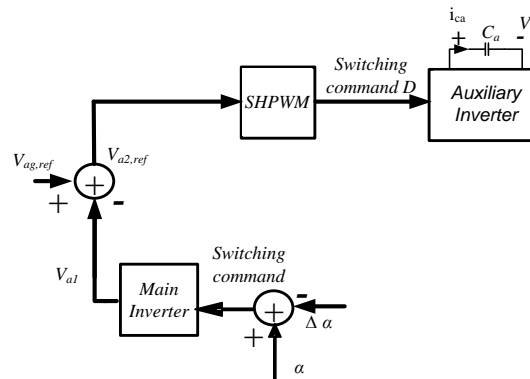 i_ca
C_a
V
+
-
Switching
command D
SHPWM
Auxiliary
Inverter
V_ag,ref
V_a2,ref
+
+
-
Switching
command
V_a1
Main
Inverter
-
+
+
Δ α
α